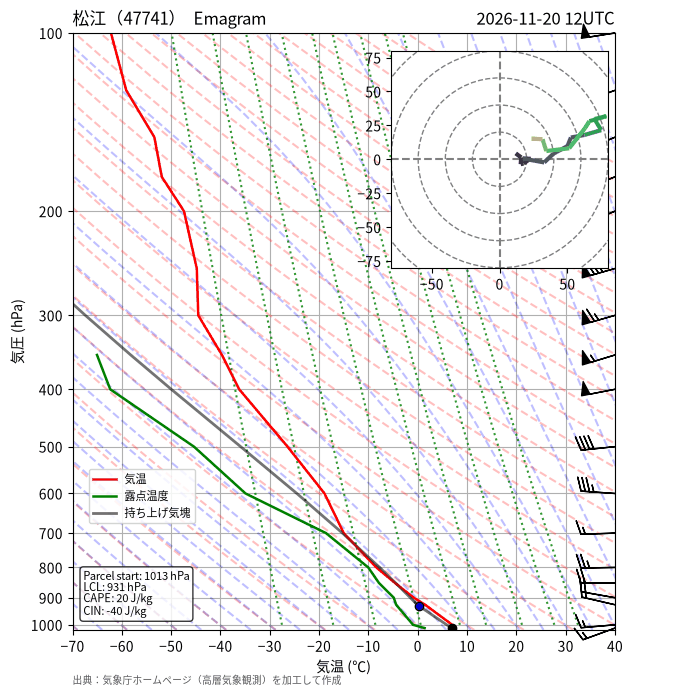 松江（47741） Emagram
2026-11-20 12UTC
100
200
300
400
500
600
700
800
900
1000
気圧 (hPa)
−70
−60
−50
−40
−30
−20
−10
0
10
20
30
40
気温 (℃)
75
50
25
0
−25
−50
−75
−50
0
50
気温
露点温度
持ち上げ気塊
Parcel start: 1013 hPa
LCL: 931 hPa
CAPE: 20 J/kg
CIN: -40 J/kg
出典：気象庁ホームページ（高層気象観測）を加工して作成